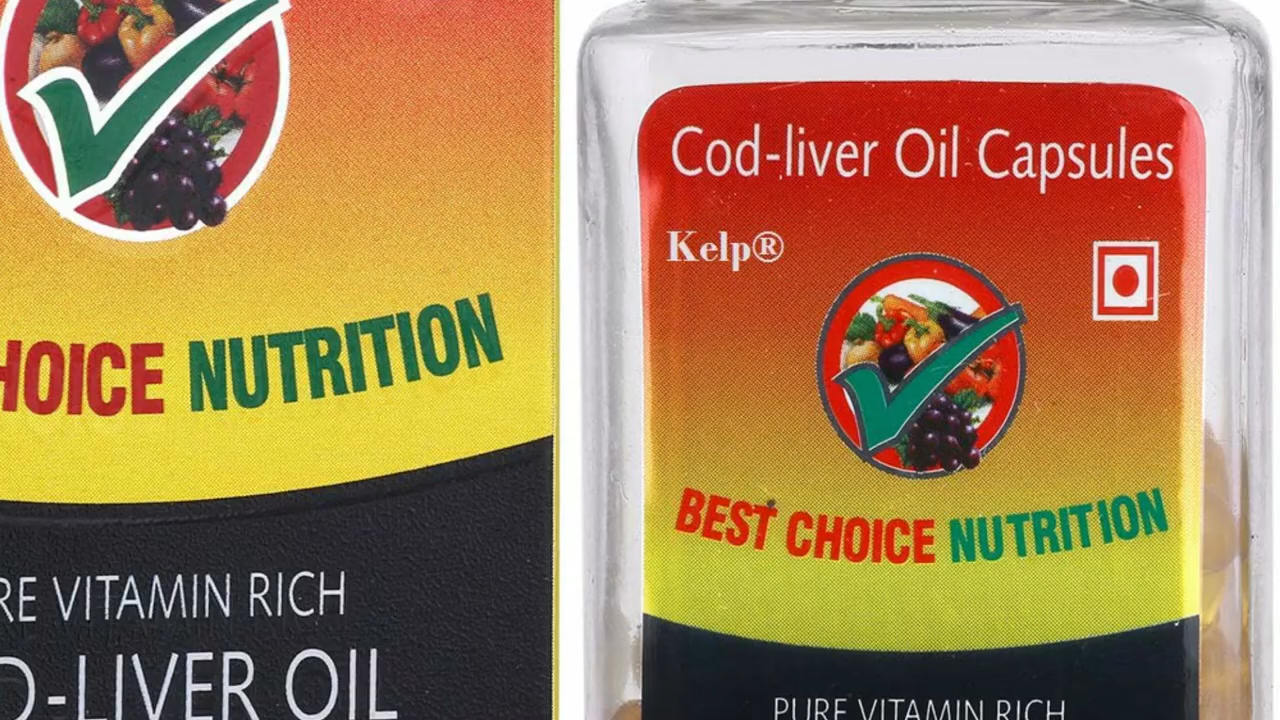 HOICE NUTRITION
RE VITAMIN RICH
D-LIVER OIL
Cod-liver Oil Capsules
Kelp®
BEST CHOICE NUTRITION
PURE VITAMIN RICH